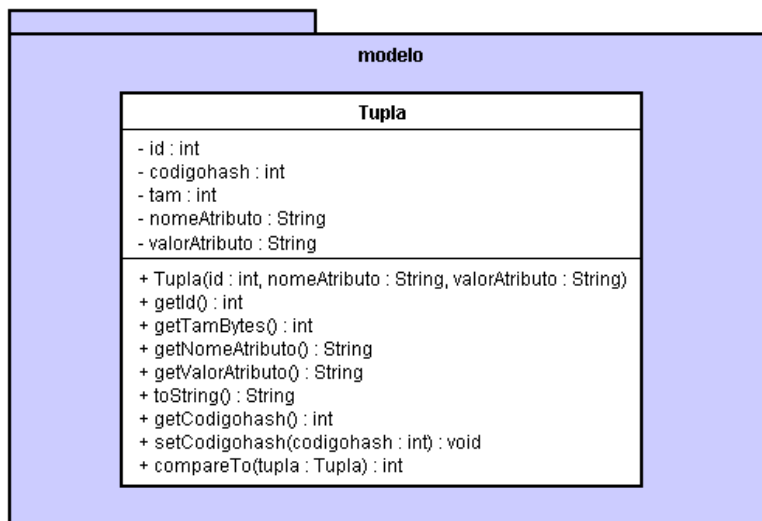 modelo
Tupla
- id : int
- codigohash : int
- tam : int
- nomeAtributo : String
- valorAtributo : String
+ Tupla(id : int, nomeAtributo : String, valorAtributo : String)
+ getId() : int
+ getTamBytes() : int
+ getNomeAtributo() : String
+ getValorAtributo() : String
+ toString() : String
+ getCodigohash() : int
+ setCodigohash(codigohash : int) : void
+ compareTo(tupla : Tupla) : int